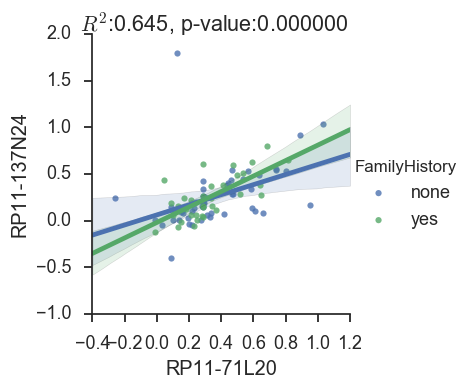 R²:0.645, p-value:0.000000
2.0
1.5
1.0
0.5
0.0
−0.5
−1.0
RP11-137N24
FamilyHistory
none
yes
−0.4 −0.2 0.0 0.2 0.4 0.6 0.8 1.0 1.2
RP11-71L20